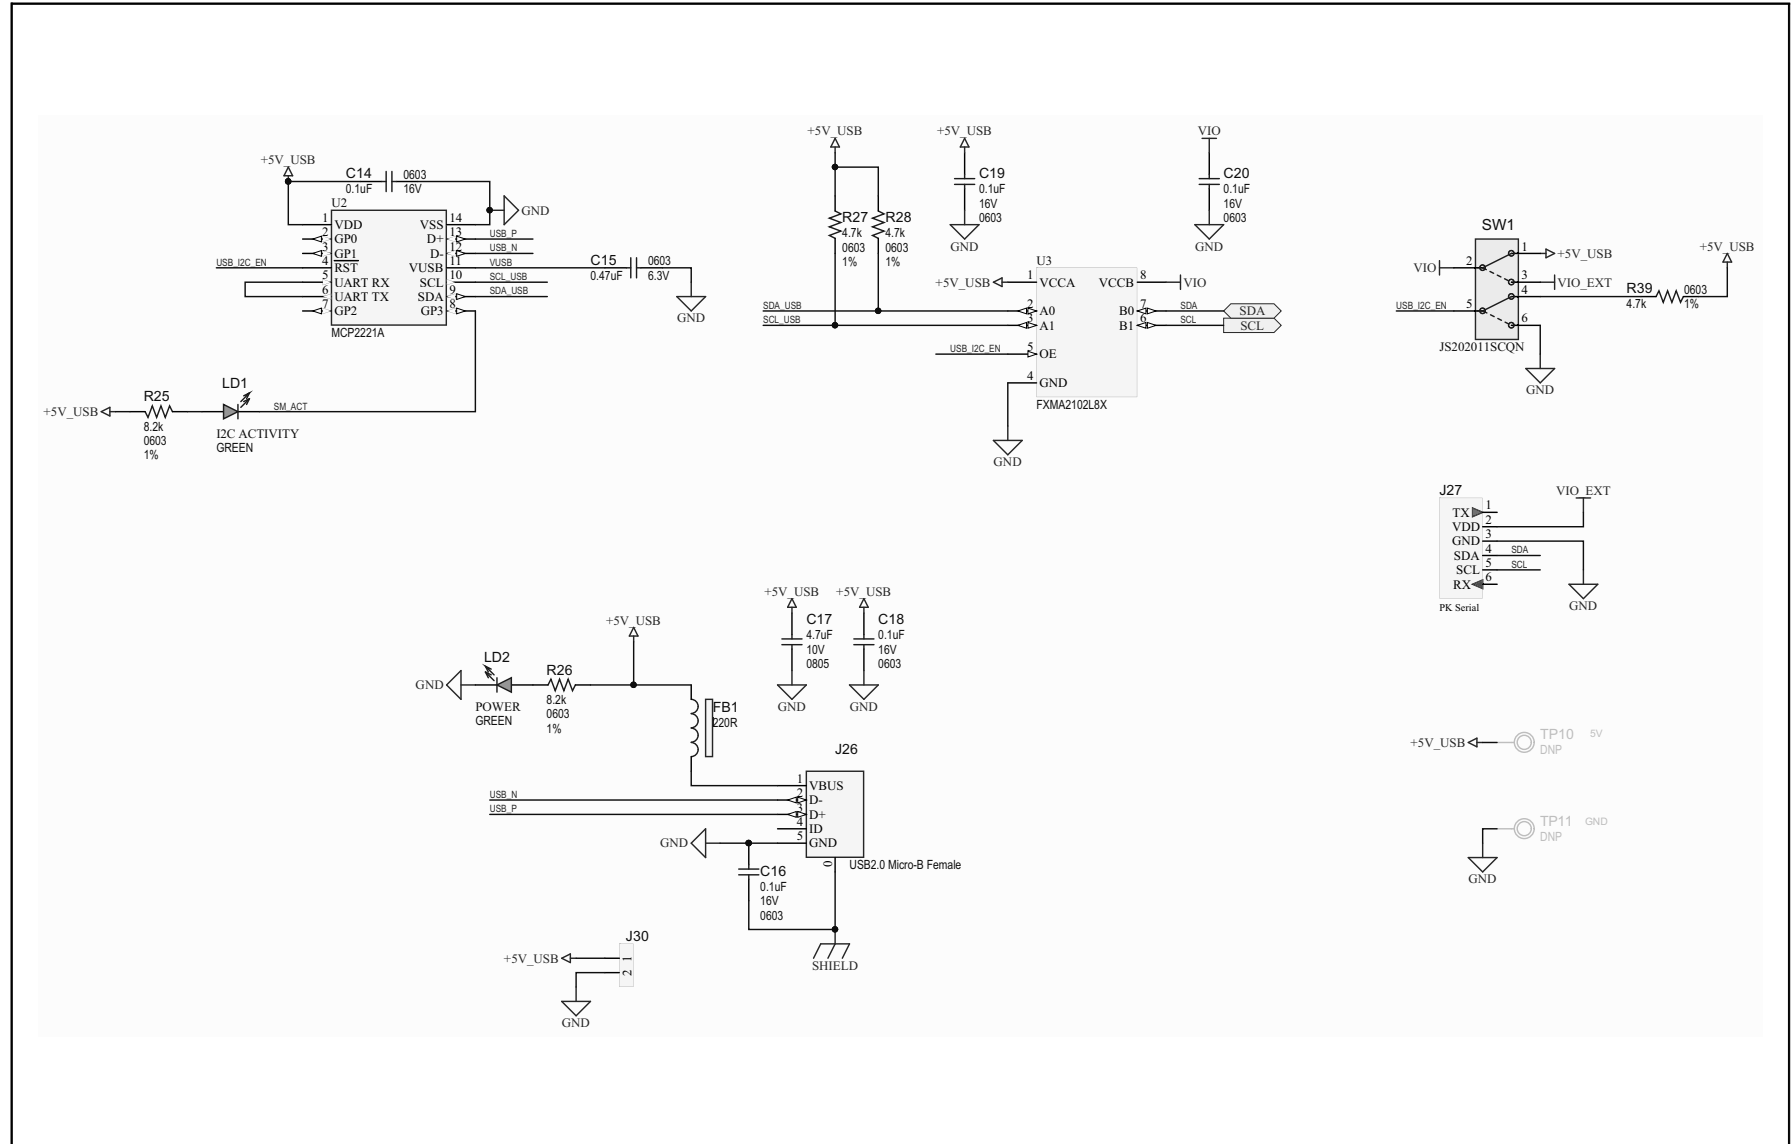 +5V_USB
C14
0.1uF
0603
16V
U2
GND
1 VDD
2 GP0
3 GP1
4 RST
5 UART RX
6 UART TX
7 GP2
VSS 14
D+ 13
D- 12
VUSB 11
SCL 10
SDA 9
GP3 8
MCP2221A
USB_I2C_EN
USB_P
USB_N
VUSB
SCL_USB
SDA_USB
C15
0.47uF
0603
6.3V
GND
+5V_USB
R25
8.2k
0603
1%
LD1
I2C ACTIVITY
GREEN
SM_ACT
+5V_USB
R27
4.7k
0603
1%
R28
4.7k
0603
1%
+5V_USB
C19
0.1uF
16V
0603
GND
VIO
C20
0.1uF
16V
0603
GND
U3
+5V_USB
1 VCCA
VCCB 8
VIO
SDA_USB
2 A0
B0 7
SDA
SDA
SCL_USB
3 A1
B1 6
SCL
SCL
USB_I2C_EN
5 OE
4 GND
FXMA2102L8X
GND
SW1
1
+5V_USB
VIO
2
3
VIO_EXT
4
USB_I2C_EN
5
6
JS202011SCQN
GND
R39
4.7k
0603
1%
+5V_USB
J27
VIO_EXT
TX 1
VDD 2
GND 3
SDA 4
SDA
SCL 5
SCL
RX 6
PK Serial
GND
+5V_USB
LD2
GND
POWER
GREEN
R26
8.2k
0603
1%
FB1
220R
+5V_USB
C17
4.7uF
10V
0805
GND
+5V_USB
C18
0.1uF
16V
0603
GND
J26
1 VBUS
USB_N
2 D-
USB_P
3 D+
4 ID
GND
5 GND
0
USB2.0 Micro-B Female
C16
0.1uF
16V
0603
SHIELD
J30
+5V_USB
1
2
GND
+5V_USB
TP10
5V
DNP
TP11
GND
DNP
GND